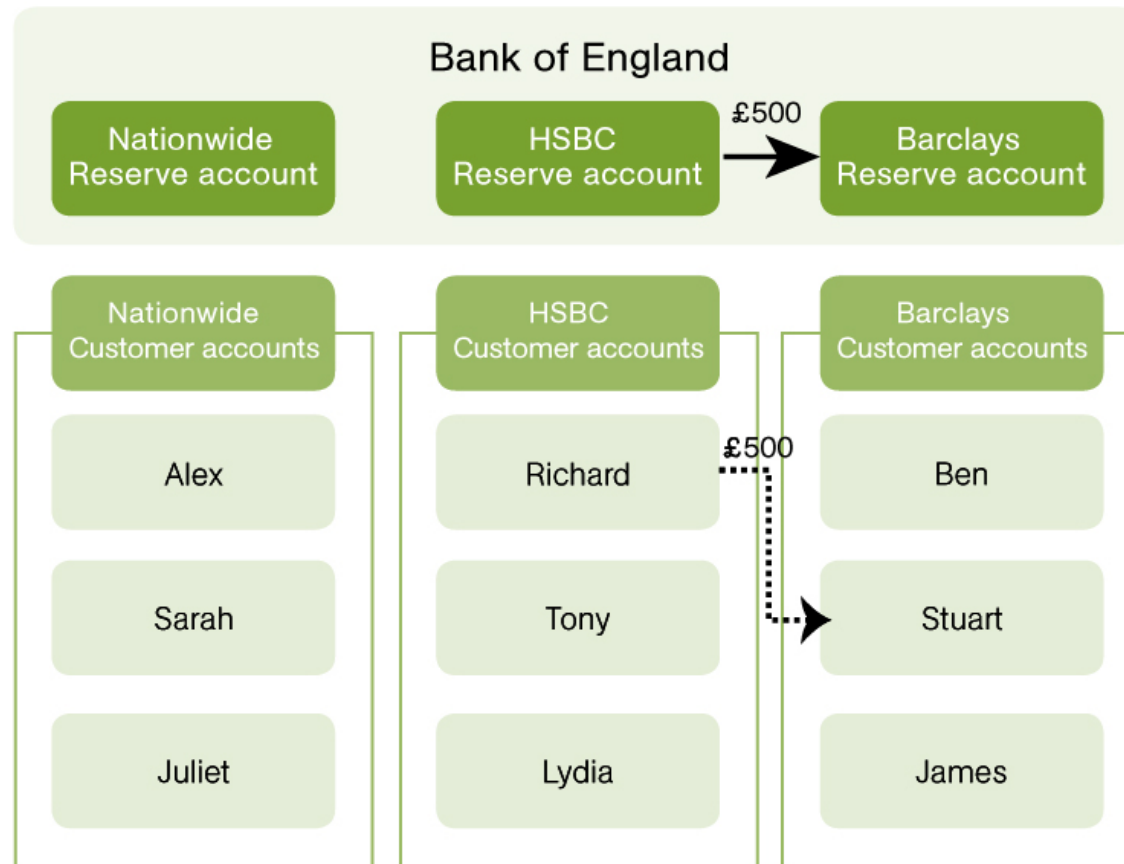 Bank of England
Nationwide
Reserve account
HSBC
Reserve account
£500
Barclays
Reserve account
Nationwide
Customer accounts
HSBC
Customer accounts
Barclays
Customer accounts
Alex
Richard
£500
Ben
Sarah
Tony
Stuart
Juliet
Lydia
James